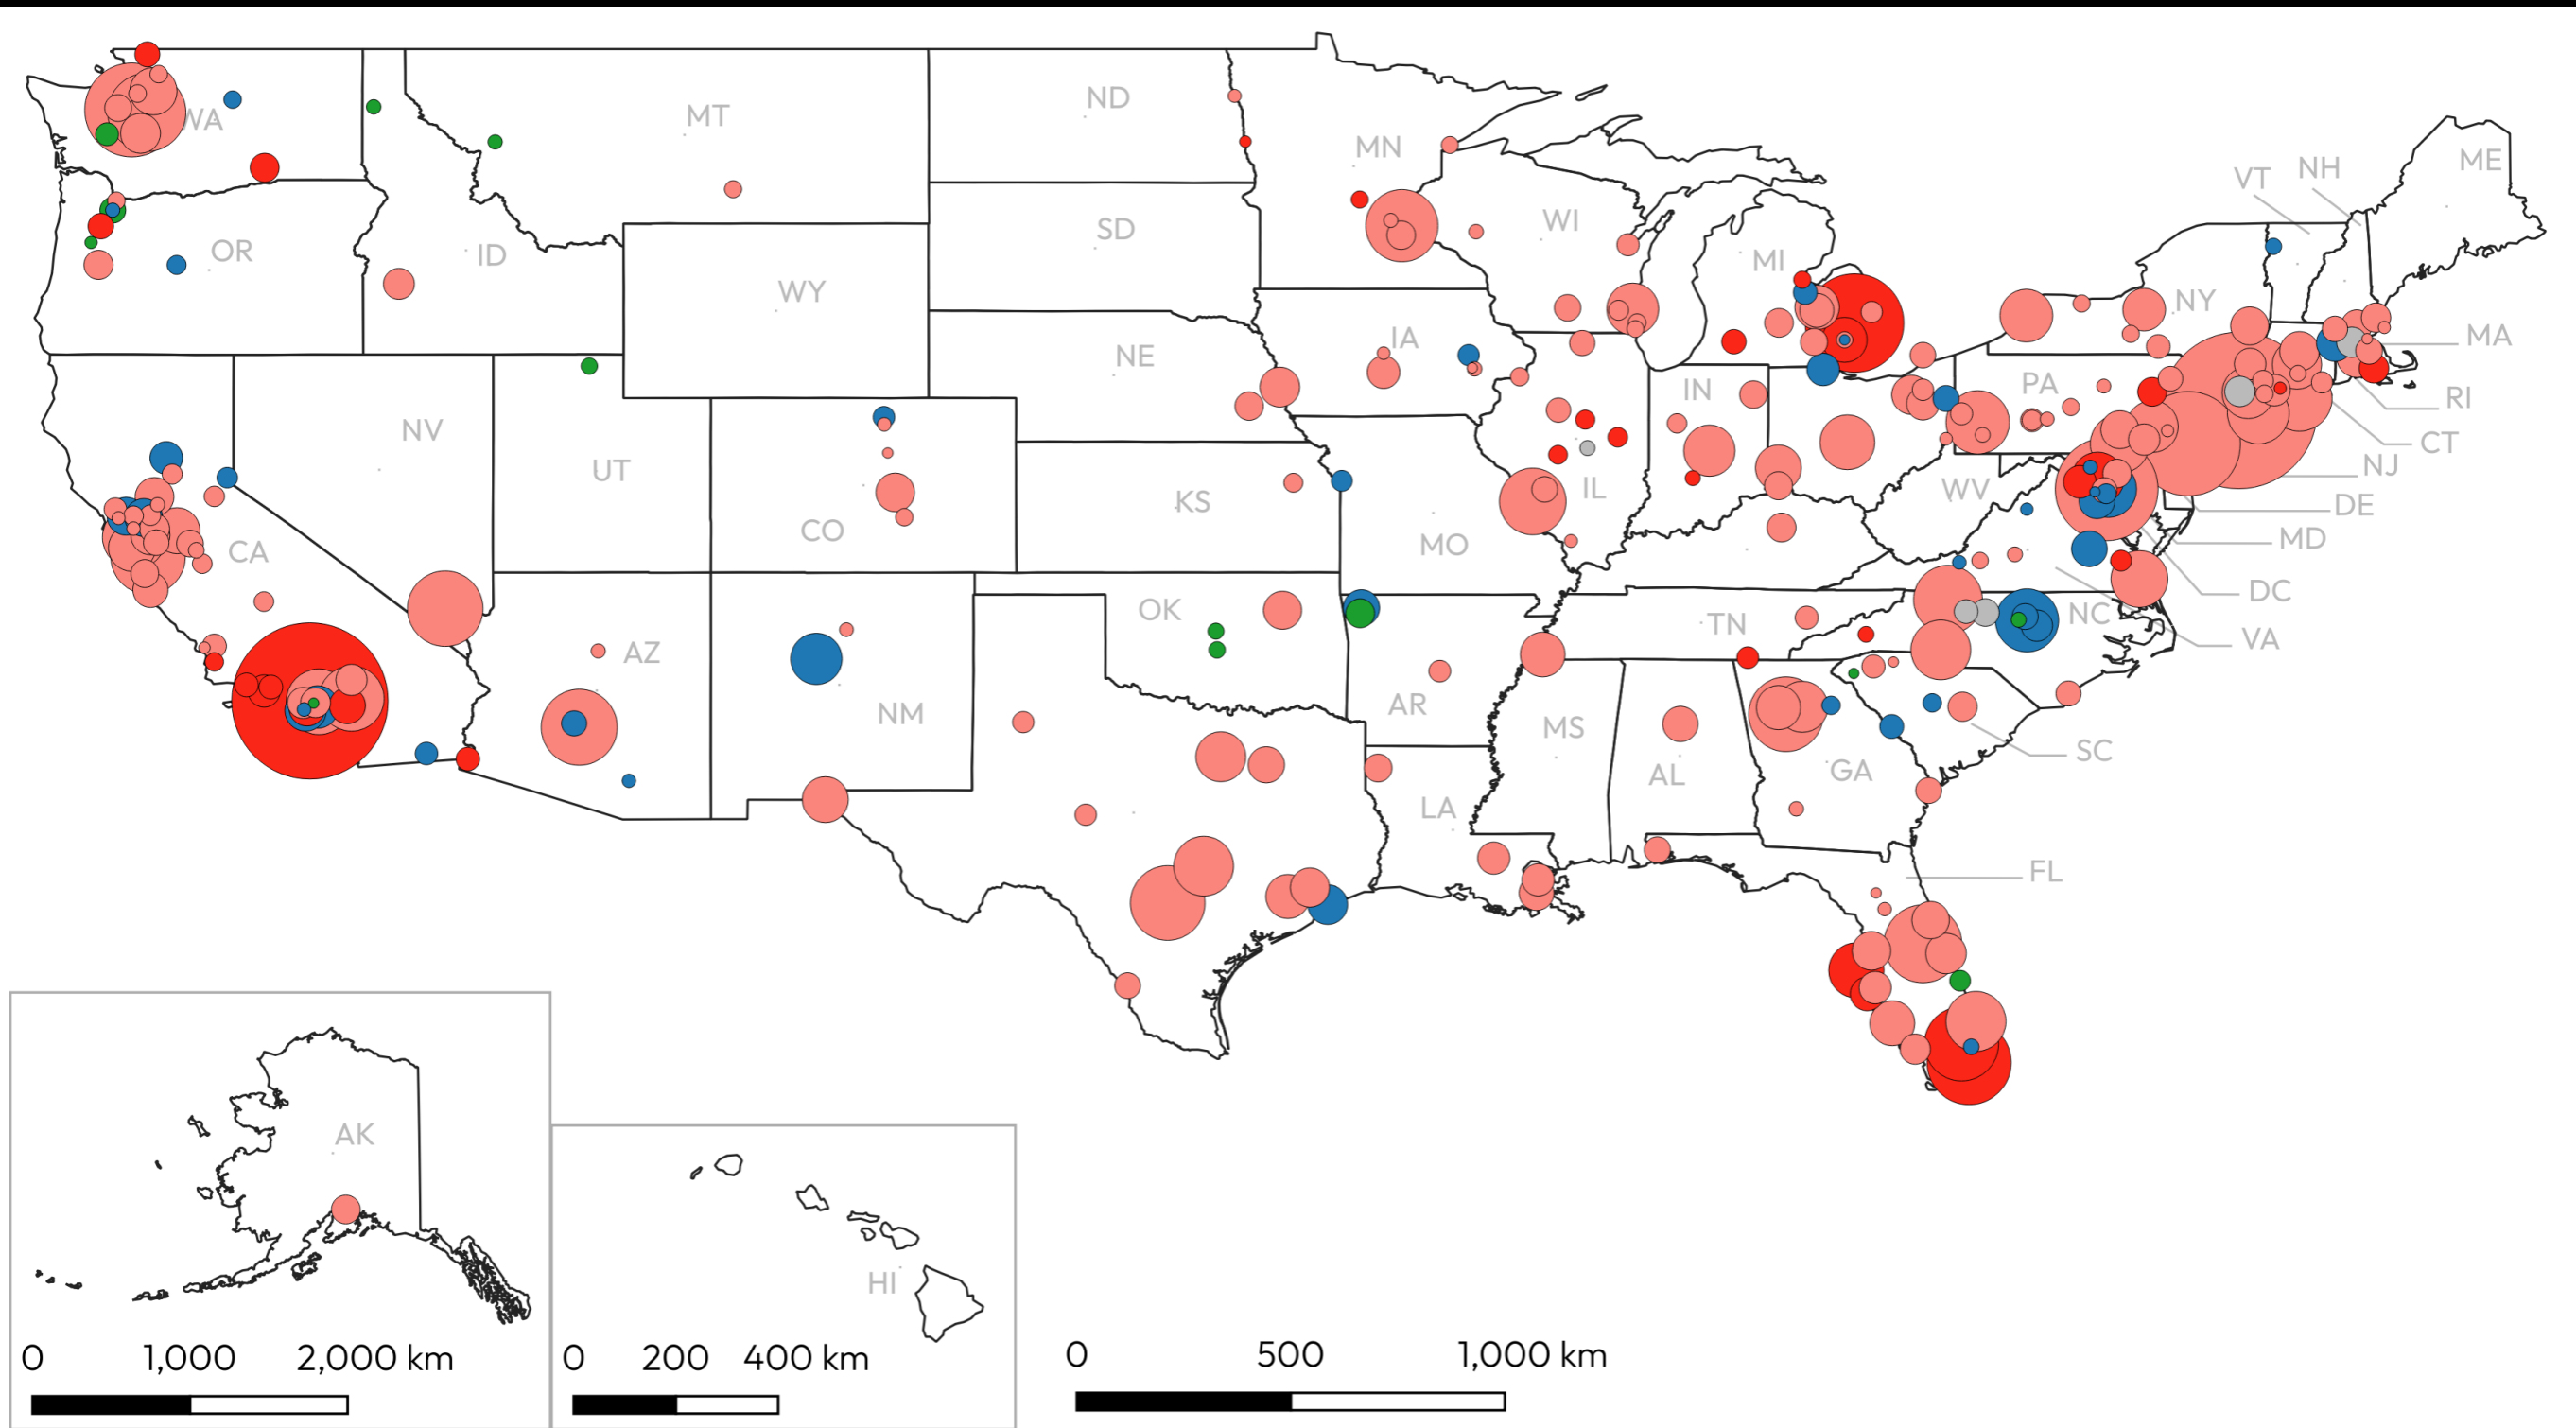 WA
MT
ND
MN
VT
NH
ME
OR
ID
SD
WI
MI
WY
NY
MA
NE
IA
IN
PA
RI
NV
UT
CO
KS
MO
IL
WV
CT
NJ
DE
MD
CA
DC
VA
OK
TN
NC
AZ
NM
AR
MS
AL
GA
SC
LA
FL
AK
HI
0 1,000 2,000 km
0 200 400 km
0 500 1,000 km